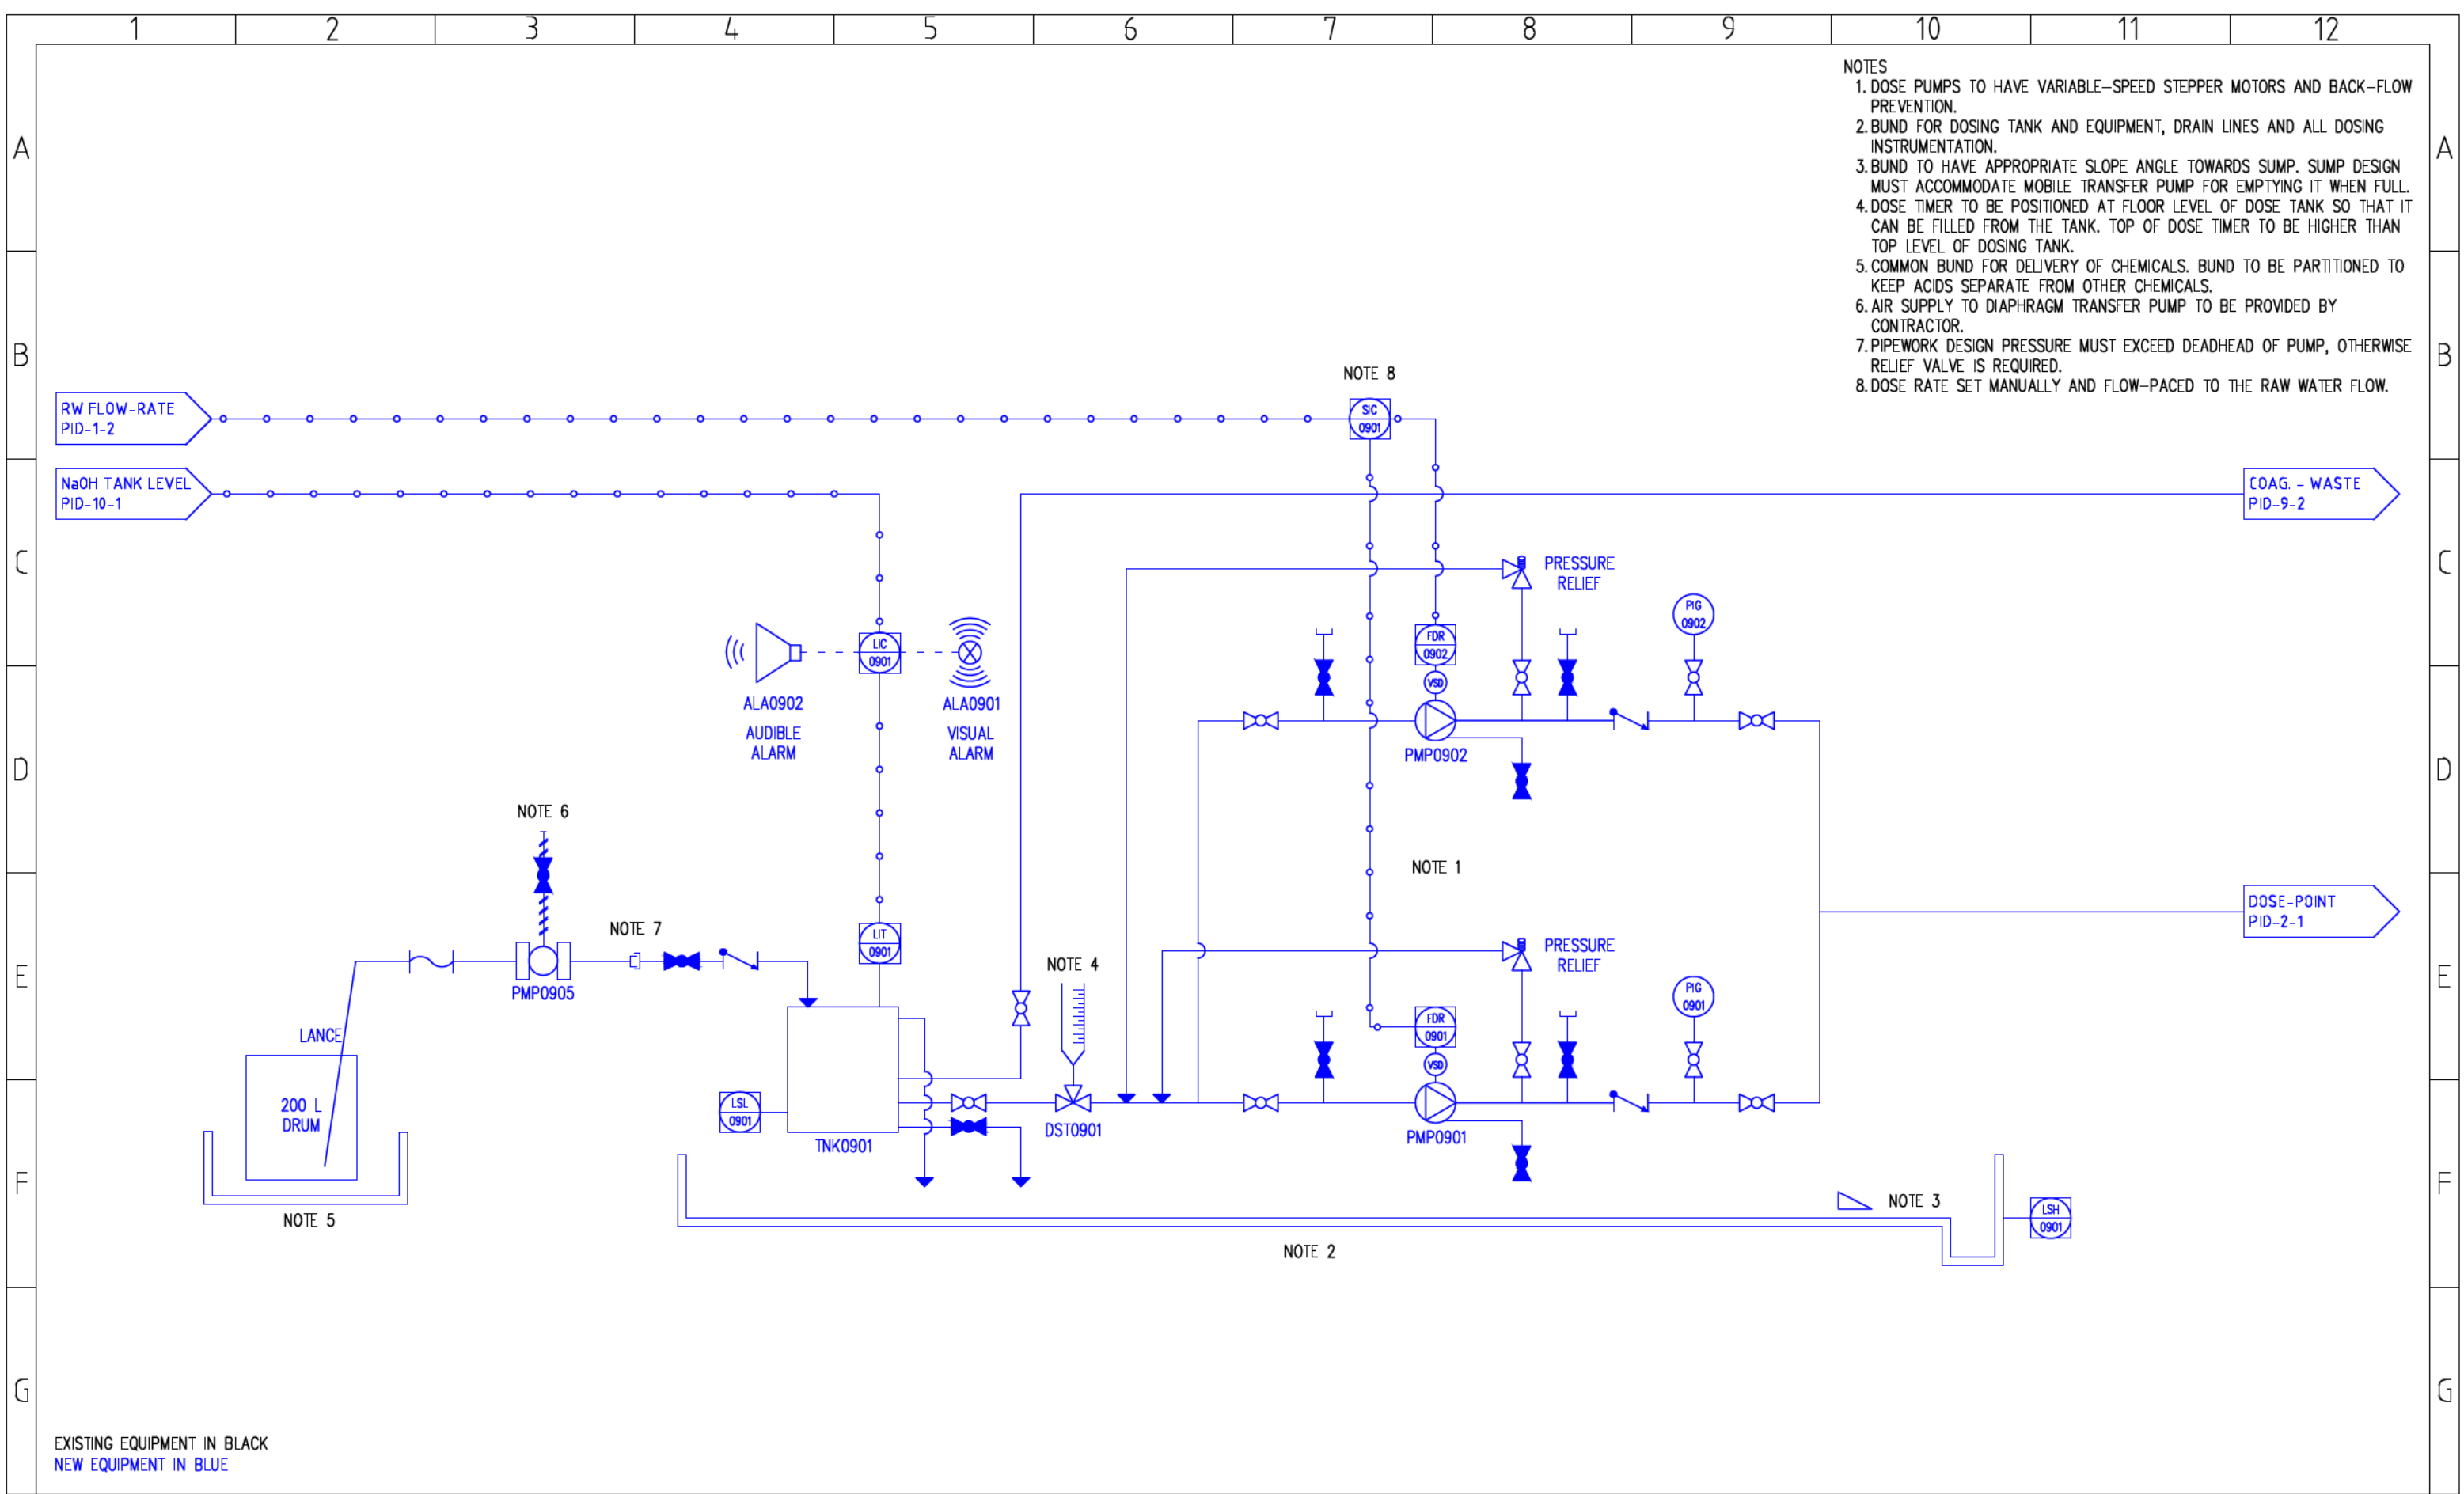 1 2 3 4 5 6 7 8 9 10 11 12
NOTES
1. DOSE PUMPS TO HAVE VARIABLE-SPEED STEPPER MOTORS AND BACK-FLOW
PREVENTION.
2. BUND FOR DOSING TANK AND EQUIPMENT, DRAIN LINES AND ALL DOSING
INSTRUMENTATION.
3. BUND TO HAVE APPROPRIATE SLOPE ANGLE TOWARDS SUMP. SUMP DESIGN
MUST ACCOMMODATE MOBILE TRANSFER PUMP FOR EMPTYING IT WHEN FULL.
4. DOSE TIMER TO BE POSITIONED AT FLOOR LEVEL OF DOSE TANK SO THAT IT
CAN BE FILLED FROM THE TANK. TOP OF DOSE TIMER TO BE HIGHER THAN
TOP LEVEL OF DOSING TANK.
5. COMMON BUND FOR DELIVERY OF CHEMICALS. BUND TO BE PARTITIONED TO
KEEP ACIDS SEPARATE FROM OTHER CHEMICALS.
6. AIR SUPPLY TO DIAPHRAGM TRANSFER PUMP TO BE PROVIDED BY
CONTRACTOR.
7. PIPEWORK DESIGN PRESSURE MUST EXCEED DEADHEAD OF PUMP, OTHERWISE
RELIEF VALVE IS REQUIRED.
8. DOSE RATE SET MANUALLY AND FLOW-PACED TO THE RAW WATER FLOW.
A A
B B
NOTE 8
RW FLOW-RATE
PID-1-2
SIC
0901
NaOH TANK LEVEL
PID-10-1
COAG. - WASTE
PID-9-2
C C
PRESSURE
RELIEF
PIG
0902
FDR
0902
LIC
0901
VSD
ALA0902
AUDIBLE
ALARM
ALA0901
VISUAL
ALARM
PMP0902
D D
NOTE 6
NOTE 1
DOSE-POINT
PID-2-1
NOTE 7
LIT
0901
PRESSURE
RELIEF
NOTE 4
E E
PMP0905
PIG
0901
LANCE
FDR
0901
VSD
200 L
DRUM
LSL
0901
TNK0901
DST0901
PMP0901
F F
NOTE 5
NOTE 3
LSH
0901
NOTE 2
G G
EXISTING EQUIPMENT IN BLACK
NEW EQUIPMENT IN BLUE